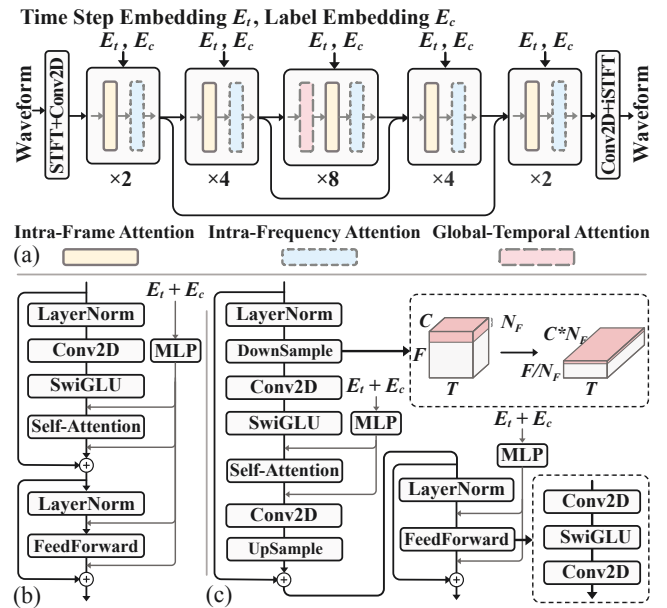 Time Step Embedding E_t, Label Embedding E_c
E_t , E_c
E_t , E_c
E_t , E_c
E_t , E_c
E_t , E_c
Waveform
STFT+Conv2D
Conv2D+iSTFT
Waveform
×2
×4
×8
×4
×2
Intra-Frame Attention
Intra-Frequency Attention
Global-Temporal Attention
(a)
E_t + E_c
LayerNorm
Conv2D
MLP
SwiGLU
Self-Attention
+
LayerNorm
FeedForward
+
(b)
LayerNorm
DownSample
Conv2D
E_t + E_c
SwiGLU
MLP
Self-Attention
Conv2D
UpSample
+
(c)
C
N_F
F
T
C*N_F
F/N_F
T
E_t + E_c
MLP
LayerNorm
FeedForward
+
Conv2D
SwiGLU
Conv2D